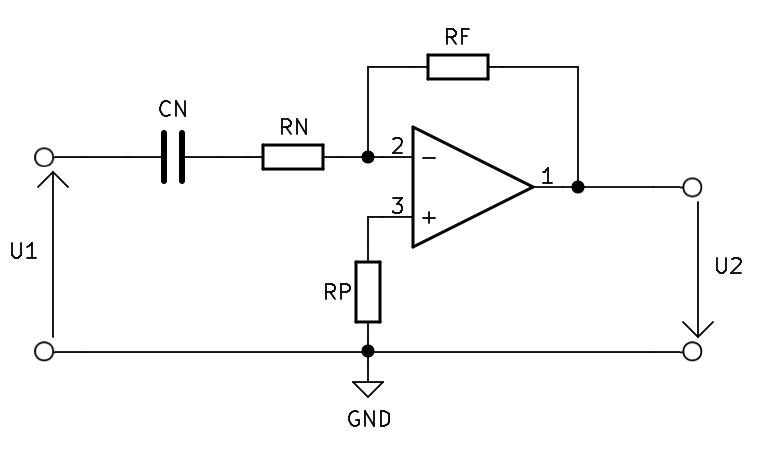 RF
CN
RN
2
−
1
3
+
U1
RP
U2
GND